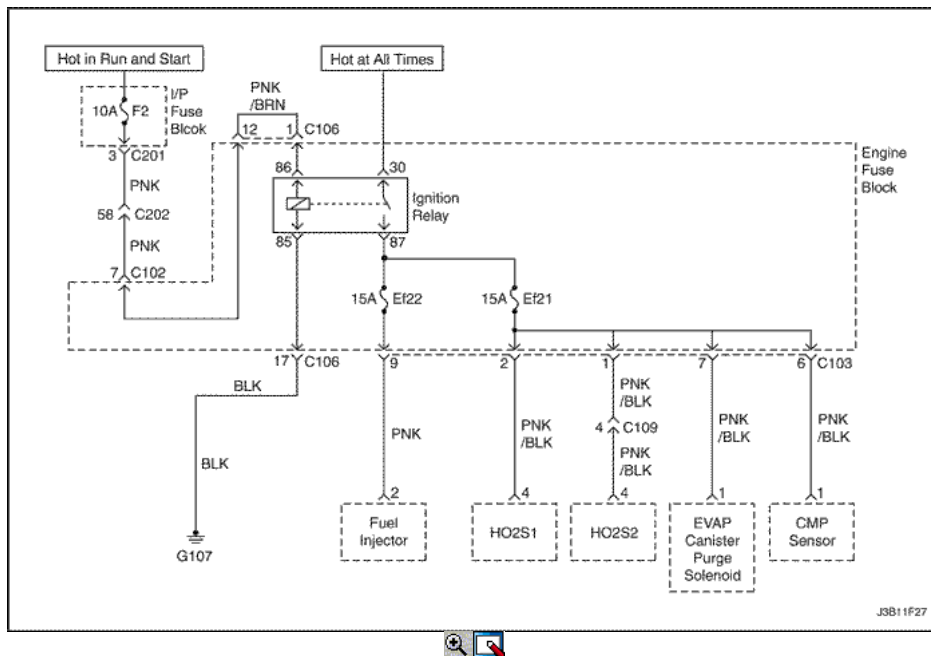 Hot in Run and Start
Hot at All Times
10A F2
I/P
Fuse
Blcok
PNK
/BRN
12 1 C106
3 C201
PNK
58 C202
PNK
7 C102
86 30
Ignition
Relay
85 87
Engine
Fuse
Block
15A Ef22
15A Ef21
17 C106
9
2
1
7
6 C103
BLK
BLK
G107
PNK
PNK
/BLK
PNK
/BLK
4 C109
PNK
/BLK
PNK
/BLK
PNK
/BLK
2
4
4
1
1
Fuel
Injector
HO2S1
HO2S2
EVAP
Canister
Purge
Solenoid
CMP
Sensor
J3B11F27